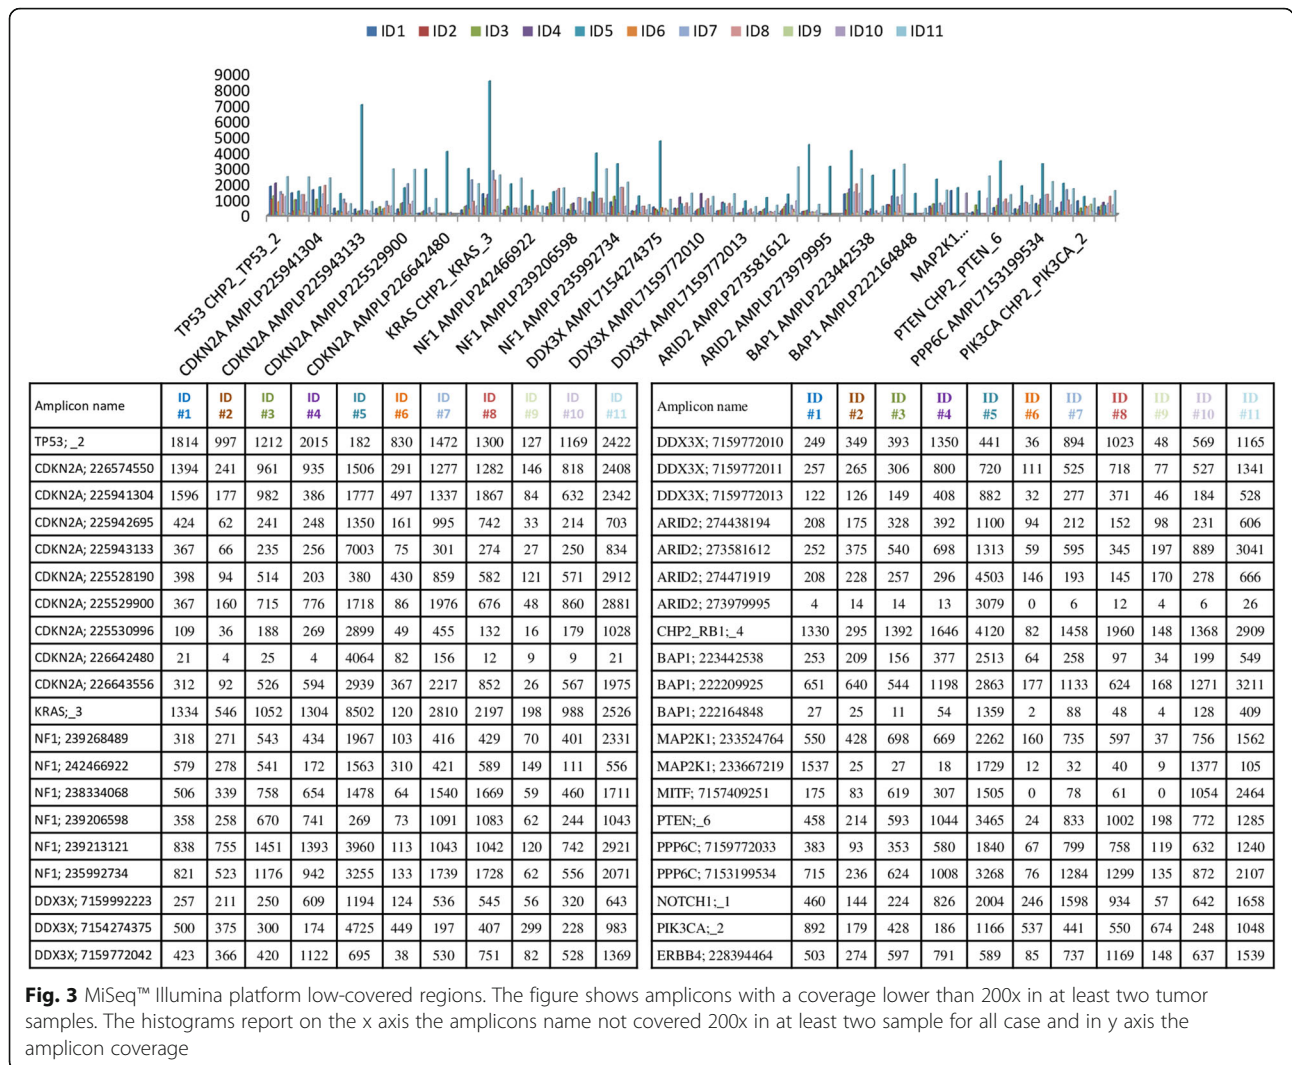 ID1 ID2 ID3 ID4 ID5 ID6 ID7 ID8 ID9 ID10 ID11
9000
8000
7000
6000
5000
4000
3000
2000
1000
0
TP53 CHP2_TP53_2
CDKN2A AMPLP225941304
CDKN2A AMPLP225943133
CDKN2A AMPLP225529900
CDKN2A AMPLP226642480
KRAS CHP2_KRAS_3
NF1 AMPLP242466922
NF1 AMPLP239206598
NF1 AMPLP235992734
DDX3X AMPL7154274375
DDX3X AMPL7159772010
DDX3X AMPL7159772013
ARID2 AMPLP273581612
ARID2 AMPLP273979995
BAP1 AMPLP223442538
BAP1 AMPLP222164848
MAP2K1...
PTEN CHP2_PTEN_6
PPP6C AMPL7153199534
PIK3CA CHP2_PIK3CA_2
Amplicon name ID #1 ID #2 ID #3 ID #4 ID #5 ID #6 ID #7 ID #8 ID #9 ID #10 ID #11
TP53; _2 1814 997 1212 2015 182 830 1472 1300 127 1169 2422
CDKN2A; 226574550 1394 241 961 935 1506 291 1277 1282 146 818 2408
CDKN2A; 225941304 1596 177 982 386 1777 497 1337 1867 84 632 2342
CDKN2A; 225942695 424 62 241 248 1350 161 995 742 33 214 703
CDKN2A; 225943133 367 66 235 256 7003 75 301 274 27 250 834
CDKN2A; 225528190 398 94 514 203 380 430 859 582 121 571 2912
CDKN2A; 225529900 367 160 715 776 1718 86 1976 676 48 860 2881
CDKN2A; 225530996 109 36 188 269 2899 49 455 132 16 179 1028
CDKN2A; 226642480 21 4 25 4 4064 82 156 12 9 9 21
CDKN2A; 226643556 312 92 526 594 2939 367 2217 852 26 567 1975
KRAS;_3 1334 546 1052 1304 8502 120 2810 2197 198 988 2526
NF1; 239268489 318 271 543 434 1967 103 416 429 70 401 2331
NF1; 242466922 579 278 541 172 1563 310 421 589 149 111 556
NF1; 238334068 506 339 758 654 1478 64 1540 1669 59 460 1711
NF1; 239206598 358 258 670 741 269 73 1091 1083 62 244 1043
NF1; 239213121 838 755 1451 1393 3960 113 1043 1042 120 742 2921
NF1; 235992734 821 523 1176 942 3255 133 1739 1728 62 556 2071
DDX3X; 7159992223 257 211 250 609 1194 124 536 545 56 320 643
DDX3X; 7154274375 500 375 300 174 4725 449 197 407 299 228 983
DDX3X; 7159772042 423 366 420 1122 695 38 530 751 82 528 1369
Amplicon name ID #1 ID #2 ID #3 ID #4 ID #5 ID #6 ID #7 ID #8 ID #9 ID #10 ID #11
DDX3X; 7159772010 249 349 393 1350 441 36 894 1023 48 569 1165
DDX3X; 7159772011 257 265 306 800 720 111 525 718 77 527 1341
DDX3X; 7159772013 122 126 149 408 882 32 277 371 46 184 528
ARID2; 274438194 208 175 328 392 1100 94 212 152 98 231 606
ARID2; 273581612 252 375 540 698 1313 59 595 345 197 889 3041
ARID2; 274471919 208 228 257 296 4503 146 193 145 170 278 666
ARID2; 273979995 4 14 14 13 3079 0 6 12 4 6 26
CHP2_RB1;_4 1330 295 1392 1646 4120 82 1458 1960 148 1368 2909
BAP1; 223442538 253 209 156 377 2513 64 258 97 34 199 549
BAP1; 222209925 651 640 544 1198 2863 177 1133 624 168 1271 3211
BAP1; 222164848 27 25 11 54 1359 2 88 48 4 128 409
MAP2K1; 233524764 550 428 698 669 2262 160 735 597 37 756 1562
MAP2K1; 233667219 1537 25 27 18 1729 12 32 40 9 1377 105
MITF; 7157409251 175 83 619 307 1505 0 78 61 0 1054 2464
PTEN;_6 458 214 593 1044 3465 24 833 1002 198 772 1285
PPP6C; 7159772033 383 93 353 580 1840 67 799 758 119 632 1240
PPP6C; 7153199534 715 236 624 1008 3268 76 1284 1299 135 872 2107
NOTCH1;_1 460 144 224 826 2004 246 1598 934 57 642 1658
PIK3CA;_2 892 179 428 186 1166 537 441 550 674 248 1048
ERBB4; 228394464 503 274 597 791 589 85 737 1169 148 637 1539
Fig. 3 MiSeq™ Illumina platform low-covered regions. The figure shows amplicons with a coverage lower than 200x in at least two tumor
samples. The histograms report on the x axis the amplicons name not covered 200x in at least two sample for all case and in y axis the
amplicon coverage